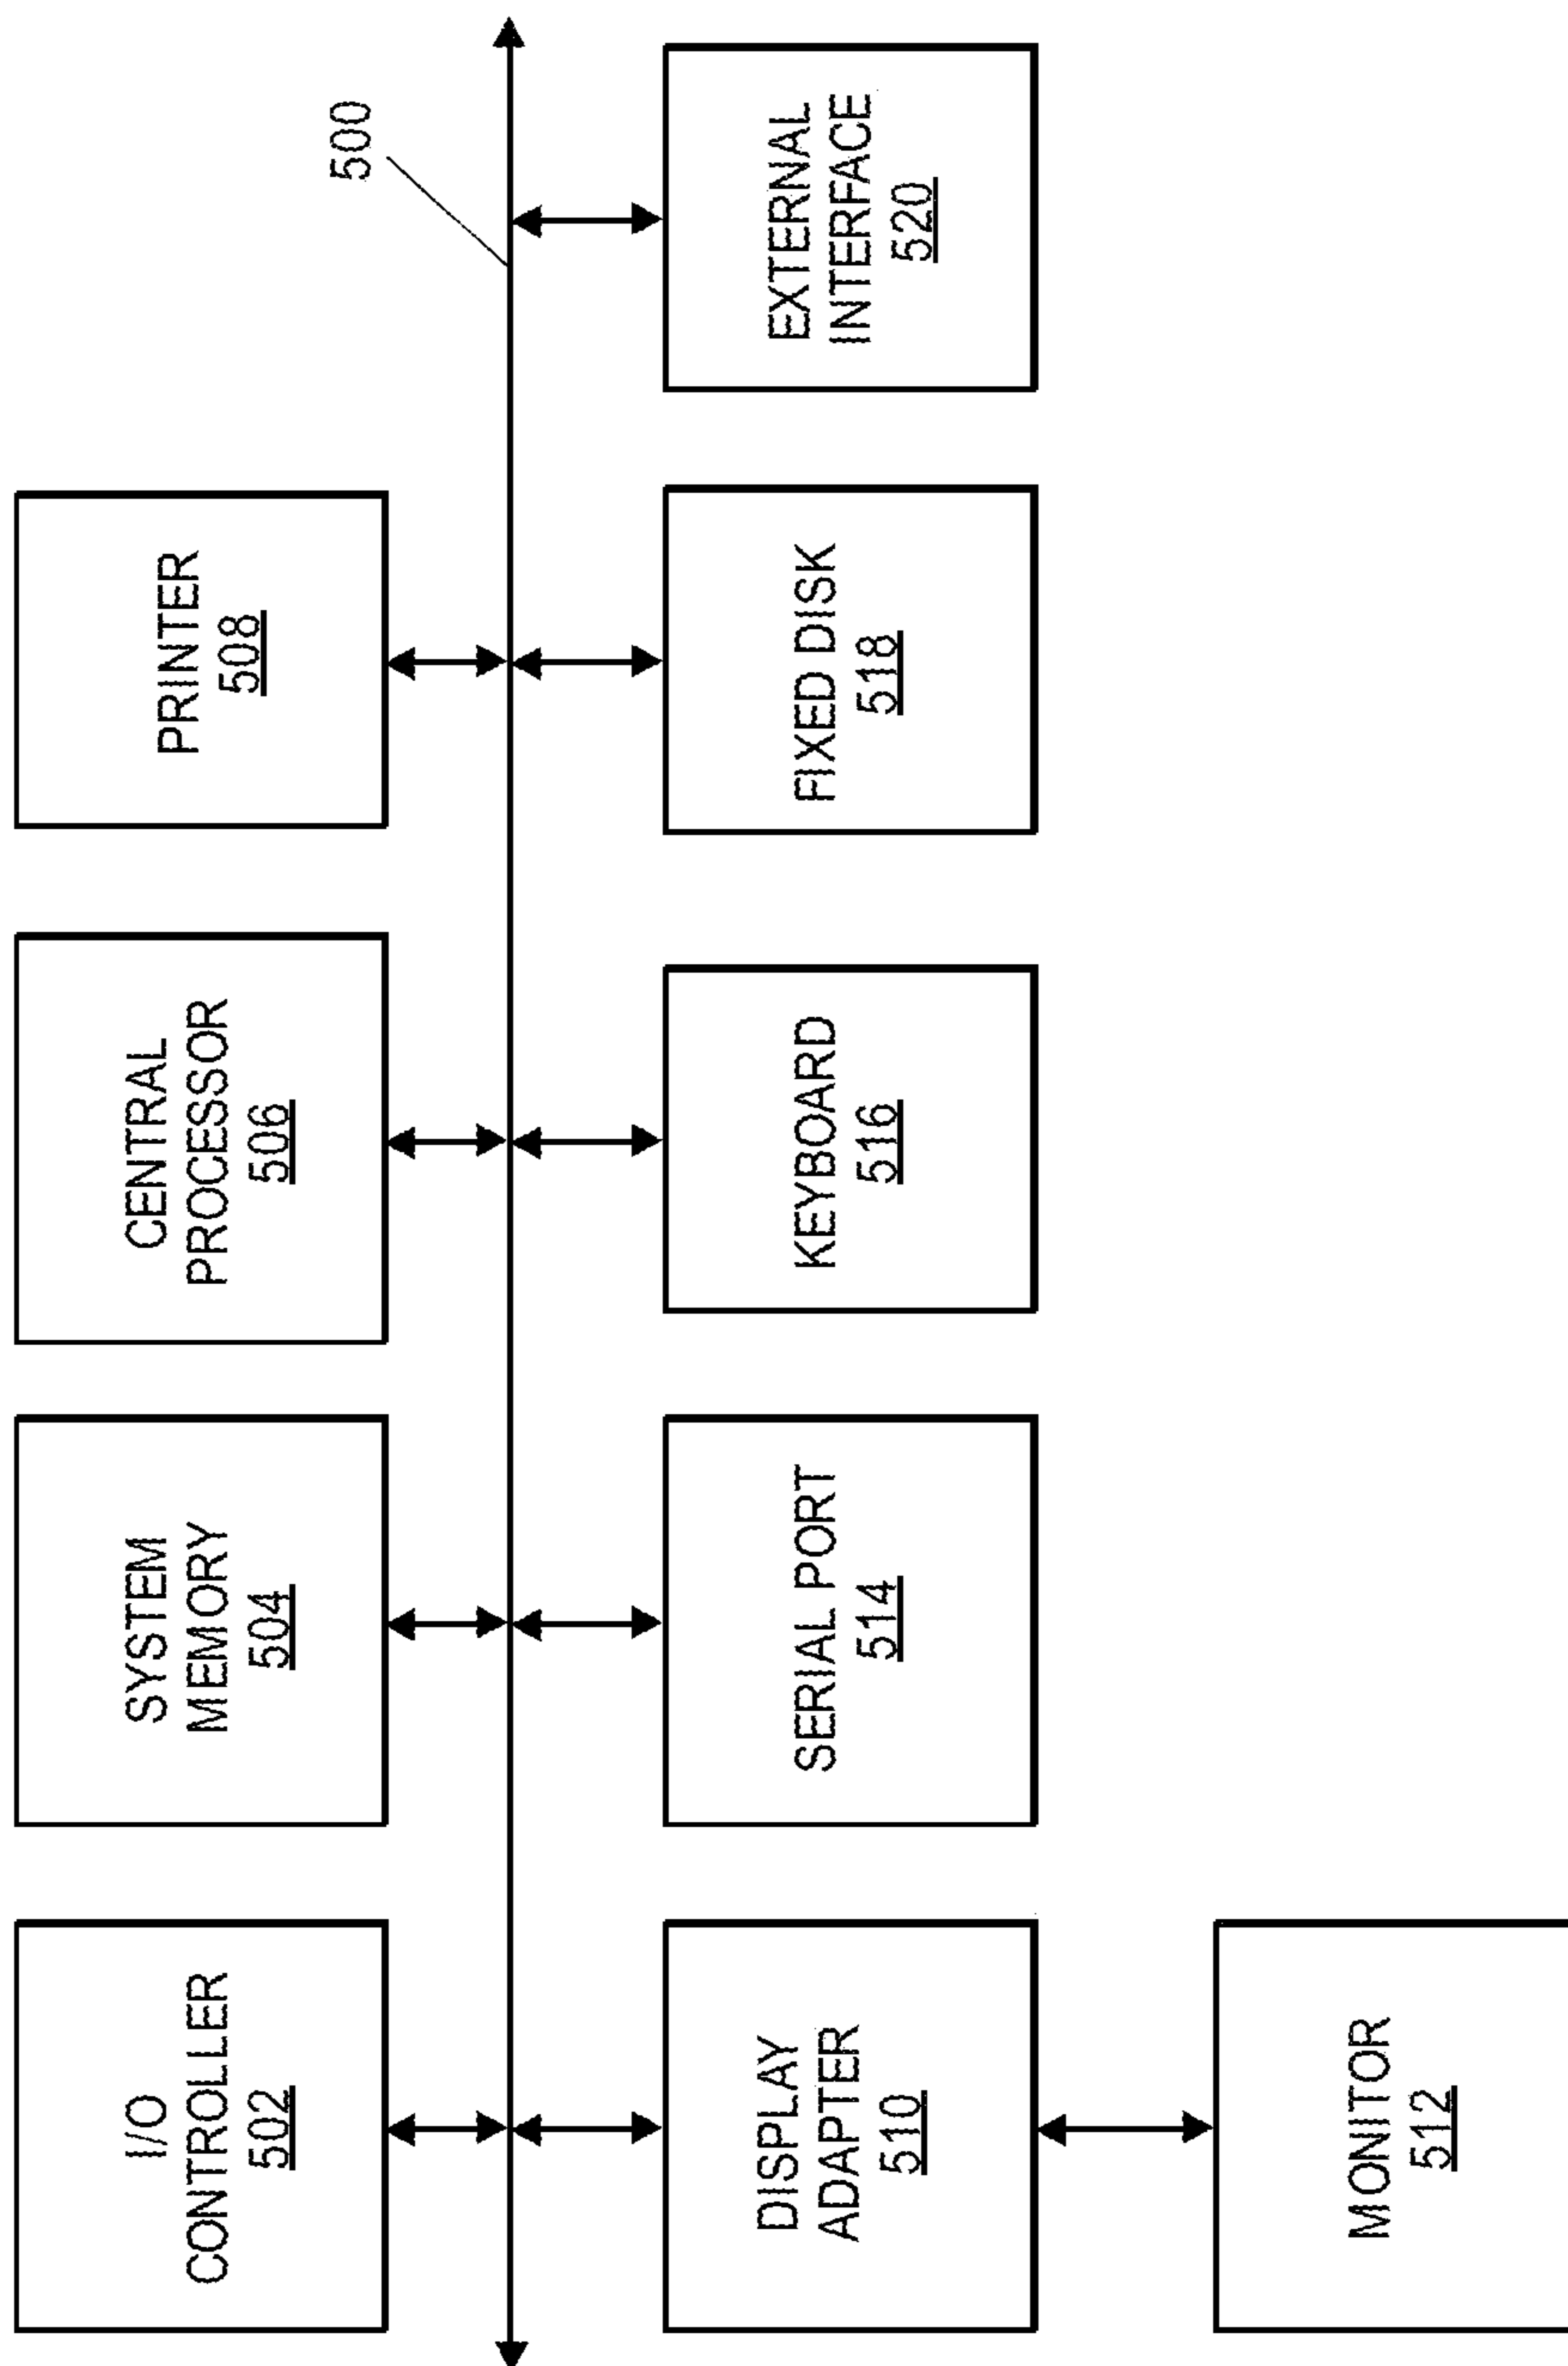 I/O
CONTROLLER
502
SYSTEM
MEMORY
504
CENTRAL
PROCESSOR
506
PRINTER
508
500
DISPLAY
ADAPTER
510
SERIAL PORT
514
KEYBOARD
516
FIXED DISK
518
EXTERNAL
INTERFACE
520
MONITOR
512